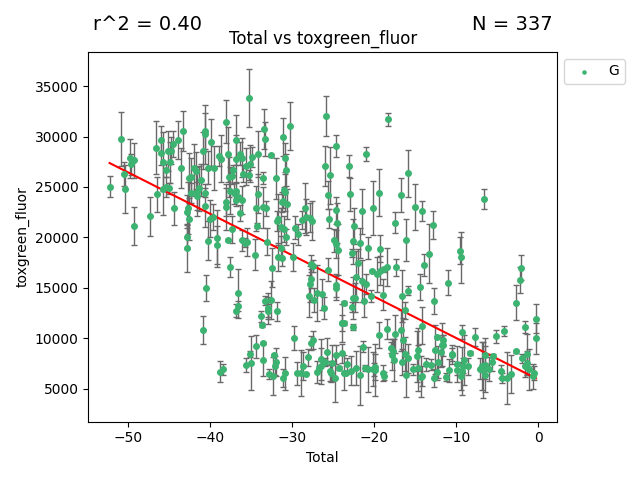 r^2 = 0.40 N = 337
Total vs toxgreen_fluor
G
35000
30000
25000
20000
15000
10000
5000
toxgreen_fluor
−50 −40 −30 −20 −10 0
Total